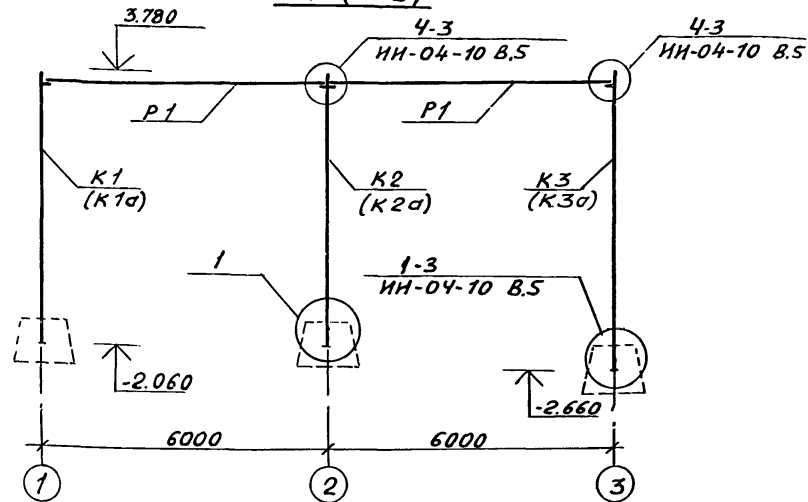 3.780
4-3
ИИ-04-10 В.5
4-3
ИИ-04-10 В.5
Р1
Р1
К1
(К1а)
К2
(К2а)
К3
(К3а)
1
1-3
ИИ-04-10 В.5
-2.060
-2.660
6000
6000
1
2
3